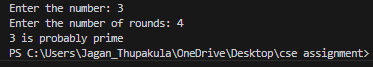 Enter the number: 3
Enter the number of rounds: 4
3 is probably prime
PS C:\Users\Jagan_Thupakula\OneDrive\Desktop\cse assignment>